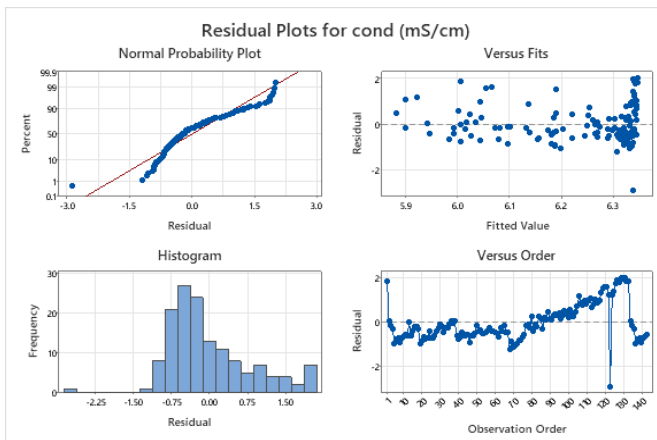 Residual Plots for cond (mS/cm)
Normal Probability Plot
Versus Fits
99.9
99
90
50
10
1
0.1
Percent
-3.0 -1.5 0.0 1.5 3.0
Residual
2
0
-2
Residual
5.9 6.0 6.1 6.2 6.3
Fitted Value
Histogram
Versus Order
30
20
10
0
Frequency
-2.25 -1.50 -0.75 0.00 0.75 1.50
Residual
2
0
-2
Residual
1 10 20 30 40 50 60 70 80 90 100 110 120 130 140
Observation Order